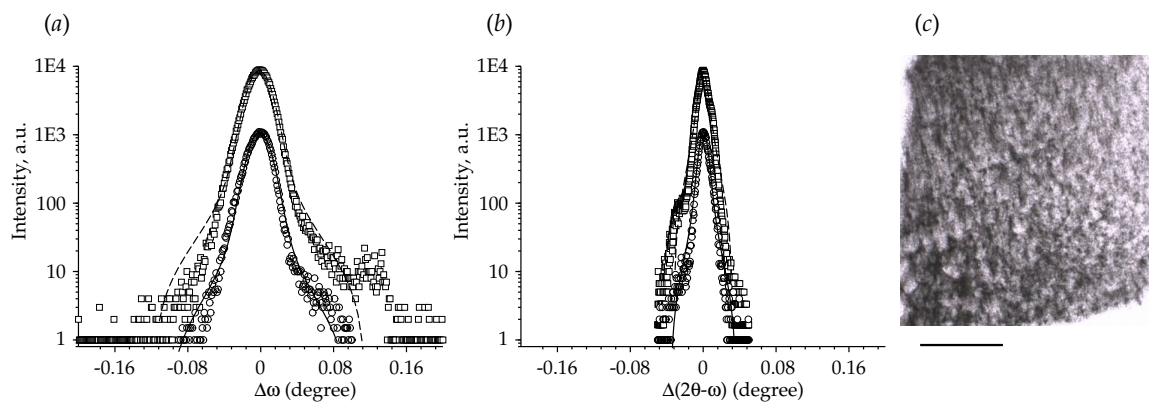 (a)
1E4
1E3
100
10
1
Intensity, a.u.
-0.16 -0.08 0 0.08 0.16
Δω (degree)
(b)
1E4
1E3
100
10
1
Intensity, a.u.
-0.16 -0.08 0 0.08 0.16
Δ(2θ-ω) (degree)
(c)